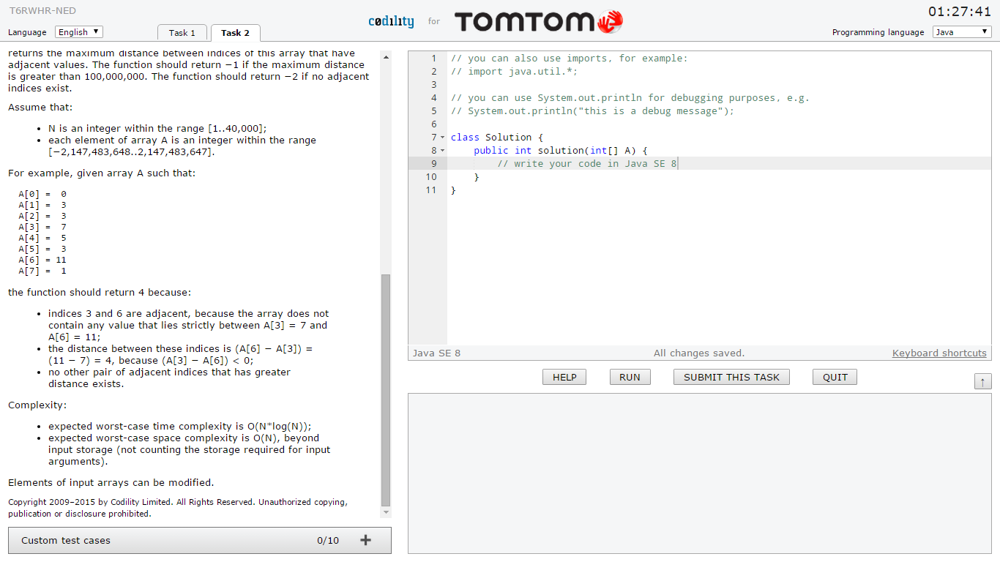 T6RWHR-NED
Language English ▼
Task 1
Task 2
codility for TOMTOM
01:27:41
Programming language Java ▼
returns the maximum distance between indices of this array that have
adjacent values. The function should return −1 if the maximum distance
is greater than 100,000,000. The function should return −2 if no adjacent
indices exist.
Assume that:
• N is an integer within the range [1..40,000];
• each element of array A is an integer within the range
[−2,147,483,648..2,147,483,647].
For example, given array A such that:
A[0] =  0
A[1] =  3
A[2] =  3
A[3] =  7
A[4] =  5
A[5] =  3
A[6] = 11
A[7] =  1
the function should return 4 because:
• indices 3 and 6 are adjacent, because the array does not
contain any value that lies strictly between A[3] = 7 and
A[6] = 11;
• the distance between these indices is (A[6] − A[3]) =
(11 − 7) = 4, because (A[3] − A[6]) < 0;
• no other pair of adjacent indices that has greater
distance exists.
Complexity:
• expected worst-case time complexity is O(N*log(N));
• expected worst-case space complexity is O(N), beyond
input storage (not counting the storage required for input
arguments).
Elements of input arrays can be modified.
Copyright 2009–2015 by Codility Limited. All Rights Reserved. Unauthorized copying,
publication or disclosure prohibited.
Custom test cases 0/10 +
1 // you can also use imports, for example:
2 // import java.util.*;
3
4 // you can use System.out.println for debugging purposes, e.g.
5 // System.out.println("this is a debug message");
6
7 class Solution {
8     public int solution(int[] A) {
9         // write your code in Java SE 8
10     }
11 }
Java SE 8
All changes saved.
Keyboard shortcuts
HELP
RUN
SUBMIT THIS TASK
QUIT
↑